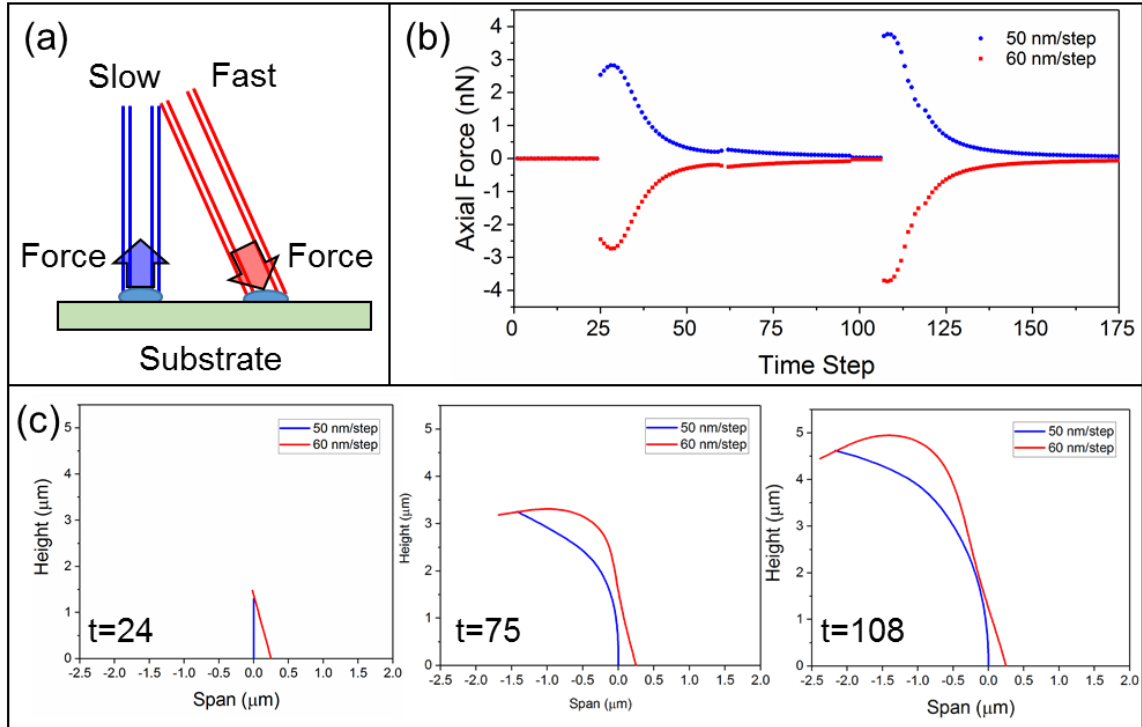 (a)
Slow
Fast
Force
Force
Substrate
(b)
50 nm/step
60 nm/step
4
3
2
1
0
-1
-2
-3
-4
Axial Force (nN)
0 25 50 75 100 125 150 175
Time Step
(c)
50 nm/step
60 nm/step
5
4
3
2
1
0
Height (μm)
t=24
-2.5 -2.0 -1.5 -1.0 -0.5 0.0 0.5 1.0 1.5 2.0
Span (μm)
50 nm/step
60 nm/step
5
4
3
2
1
0
Height (μm)
t=75
-2.5 -2.0 -1.5 -1.0 -0.5 0.0 0.5 1.0 1.5 2.0
Span (μm)
50 nm/step
60 nm/step
5
4
3
2
1
0
Height (μm)
t=108
-2.5 -2.0 -1.5 -1.0 -0.5 0.0 0.5 1.0 1.5 2.0
Span (μm)